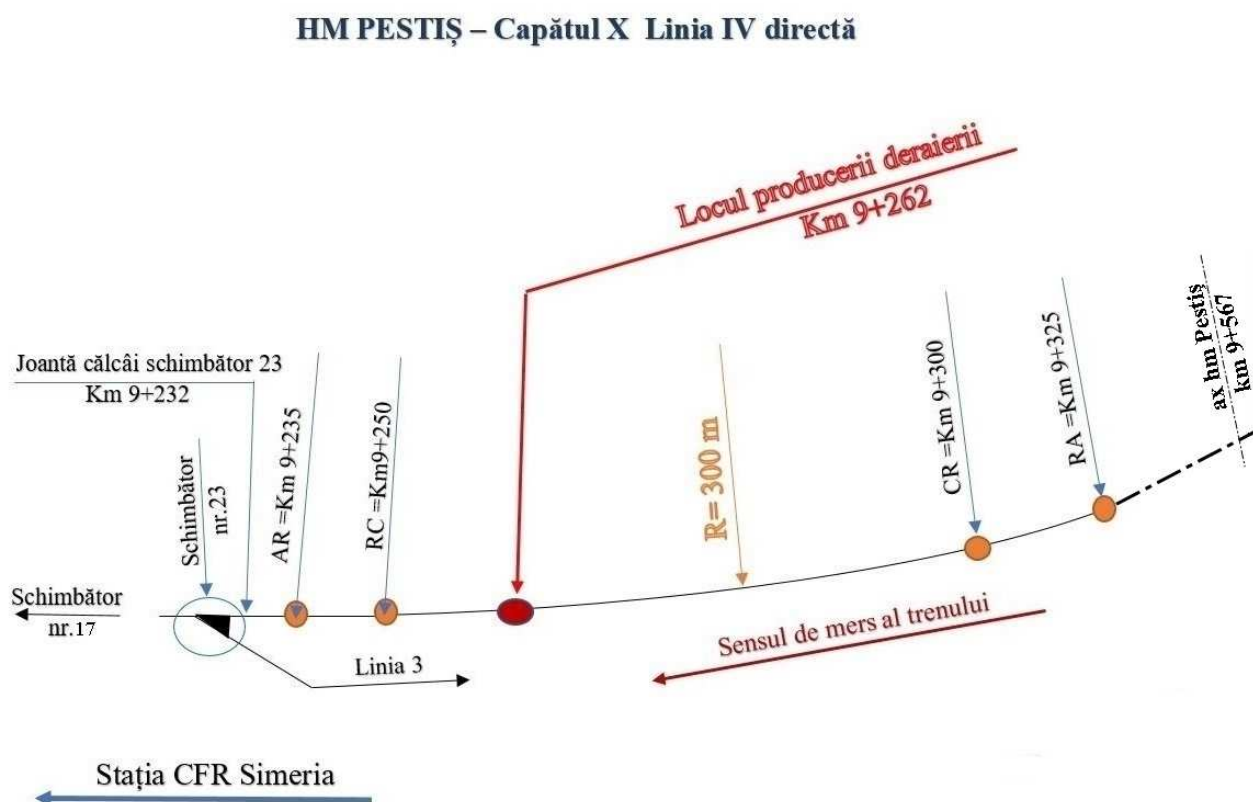 HM PESTIȘ – Capătul X Linia IV directă
Locul producerii deraierii
Km 9+262
ax hm Pestiș
km 9+567
Joantă călcâi schimbător 23
Km 9+232
Schimbător
nr.23
AR =Km 9+235
RC =Km9+250
R= 300 m
CR =Km 9+300
RA =Km 9+325
Schimbător
nr.17
Linia 3
Sensul de mers al trenului
Stația CFR Simeria